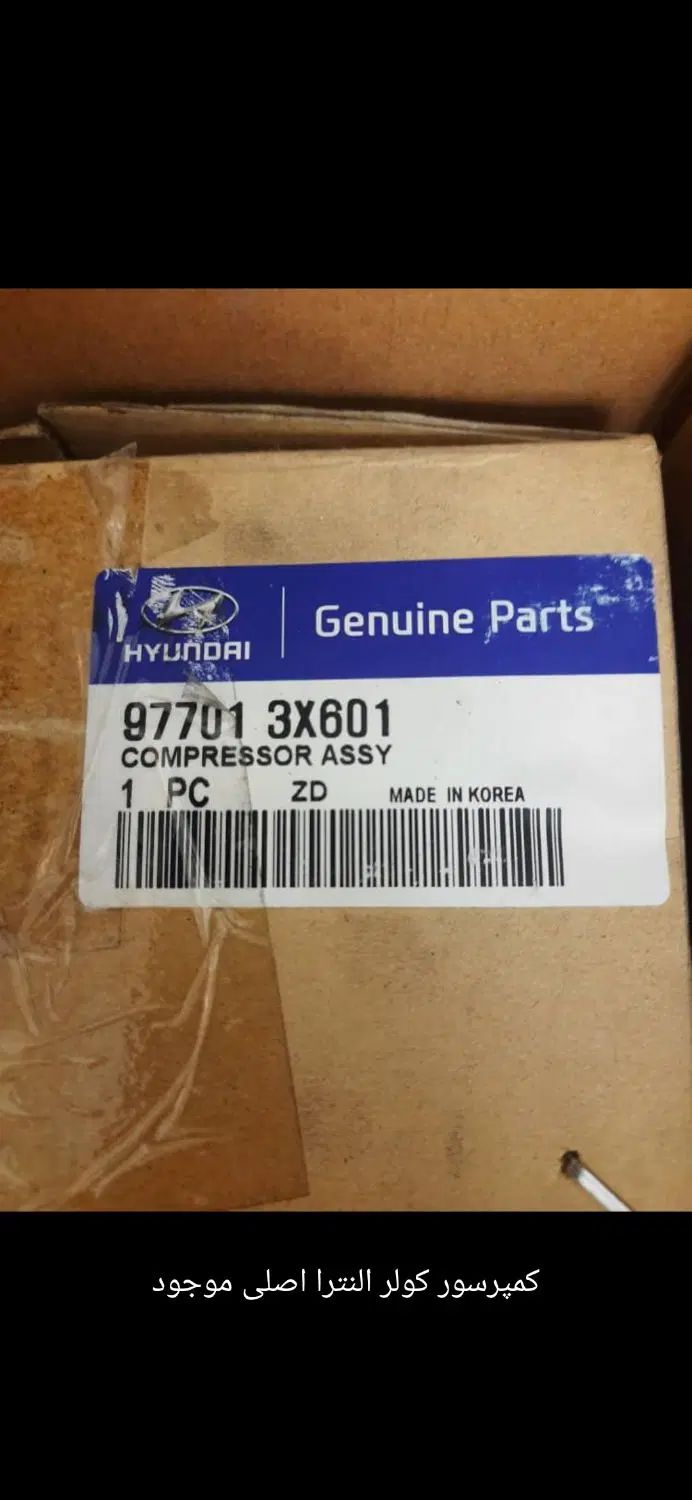 HYUNDAI
Genuine Parts
97701 3X601
COMPRESSOR ASSY
1 PC ZD MADE IN KOREA
کمپرسور کولر النترا اصلی موجود